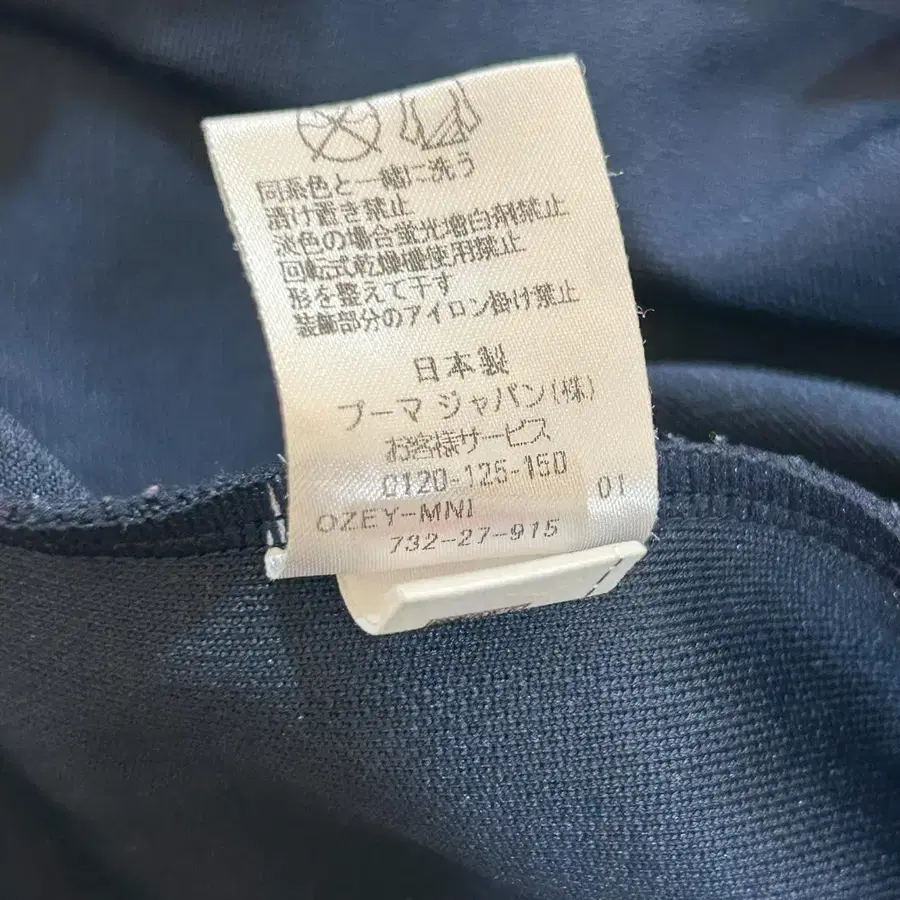 同系色と一緒に洗う
漬け置き禁止
淡色の場合蛍光増白剤禁止
回転式乾燥機使用禁止
形を整えて干す
装飾部分のアイロン掛け禁止
日本製
プーマ ジャパン(株)
お客様サービス
0120-125-150
OZEY-MNI 01
732-27-915